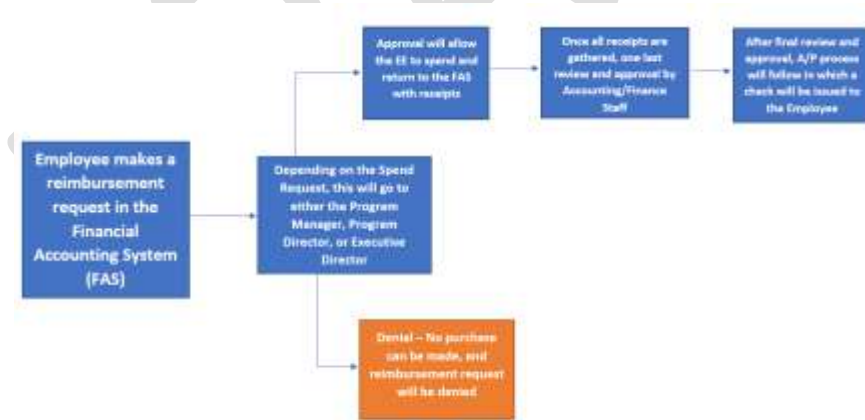 Employee makes a
reimbursement
request in the
Financial
Accounting System
(FAS)
Depending on the Spend
Request, this will go to
either the Program
Manager, Program
Director, or Executive
Director
Approval will allow
the EE to spend and
return to the FAS
with receipts
Once all receipts are
gathered, one last
review and approval by
Accounting/Finance
Staff
After final review and
approval, A/P process
will follow in which a
check will be issued to
the Employee
Denial – No purchase
can be made, and
reimbursement request
will be denied